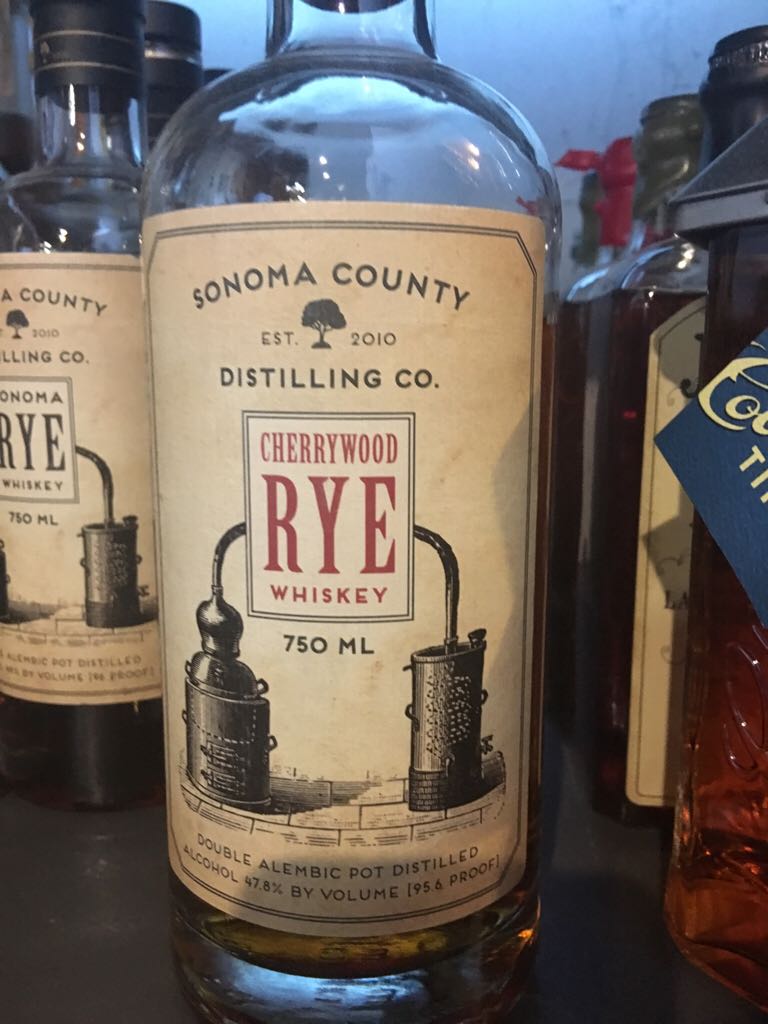 SONOMA COUNTY
EST. 2010
DISTILLING CO.
CHERRYWOOD
RYE
WHISKEY
750 ML
DOUBLE ALEMBIC POT DISTILLED
ALCOHOL 47.8% BY VOLUME [95.6 PROOF]
A COUNTY
2010
LLING CO.
ONOMA
RYE
WHISKEY
750 ML
ALEMBIC POT DISTILLED
BY VOLUME [96 PROOF]